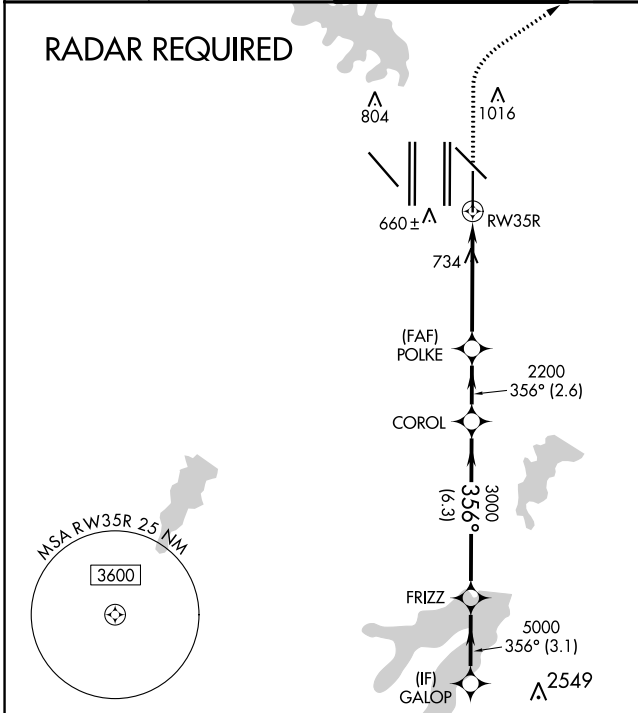 RADAR REQUIRED
804
1016
660±
RW35R
734
(FAF)
POLKE
2200
356° (2.6)
COROL
3000
356°
(6.3)
MSA RW35R 25 NM
3600
FRIZZ
5000
356° (3.1)
(IF)
GALOP
2549